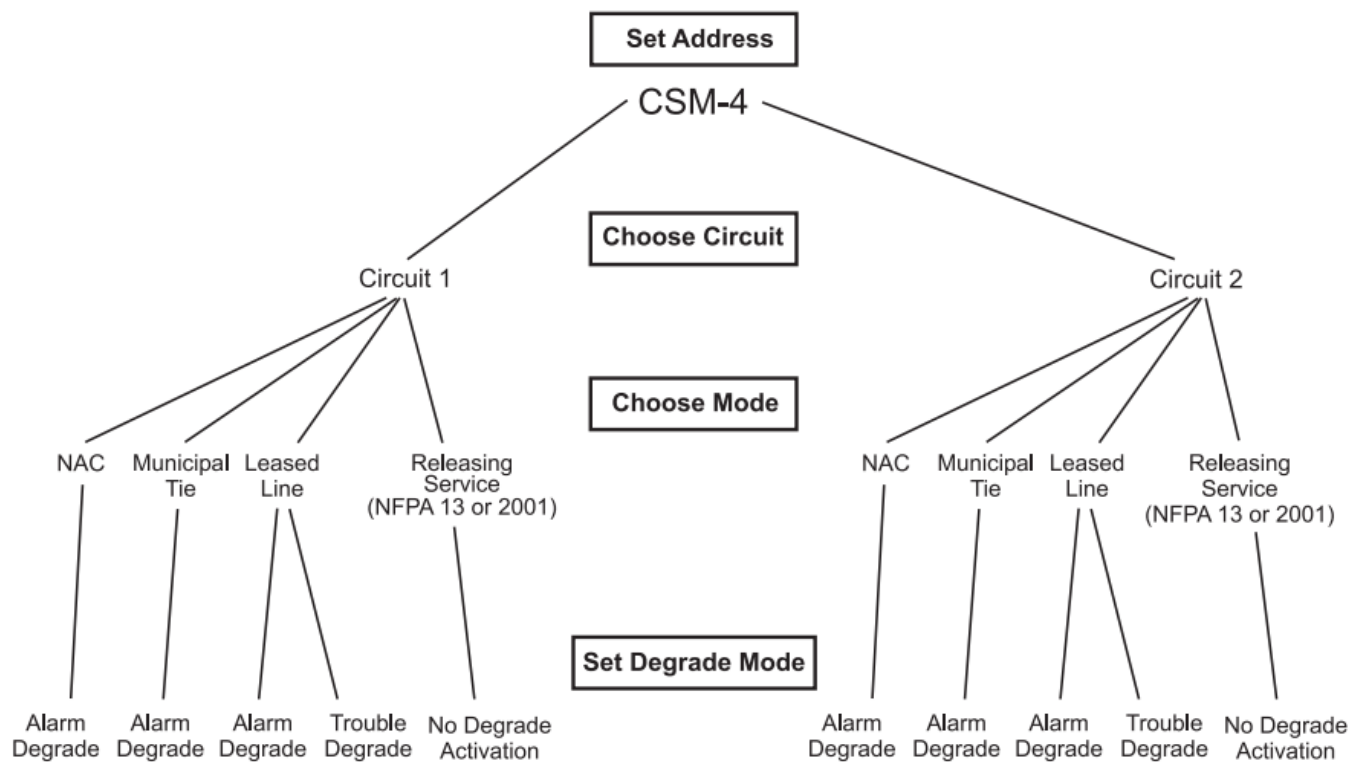 Set Address
CSM-4
Choose Circuit
Circuit 1
Circuit 2
Choose Mode
NAC
Municipal
Tie
Leased
Line
Releasing
Service
(NFPA 13 or 2001)
NAC
Municipal
Tie
Leased
Line
Releasing
Service
(NFPA 13 or 2001)
Set Degrade Mode
Alarm
Degrade
Alarm
Degrade
Alarm
Degrade
Trouble
Degrade
No Degrade
Activation
Alarm
Degrade
Alarm
Degrade
Alarm
Degrade
Trouble
Degrade
No Degrade
Activation